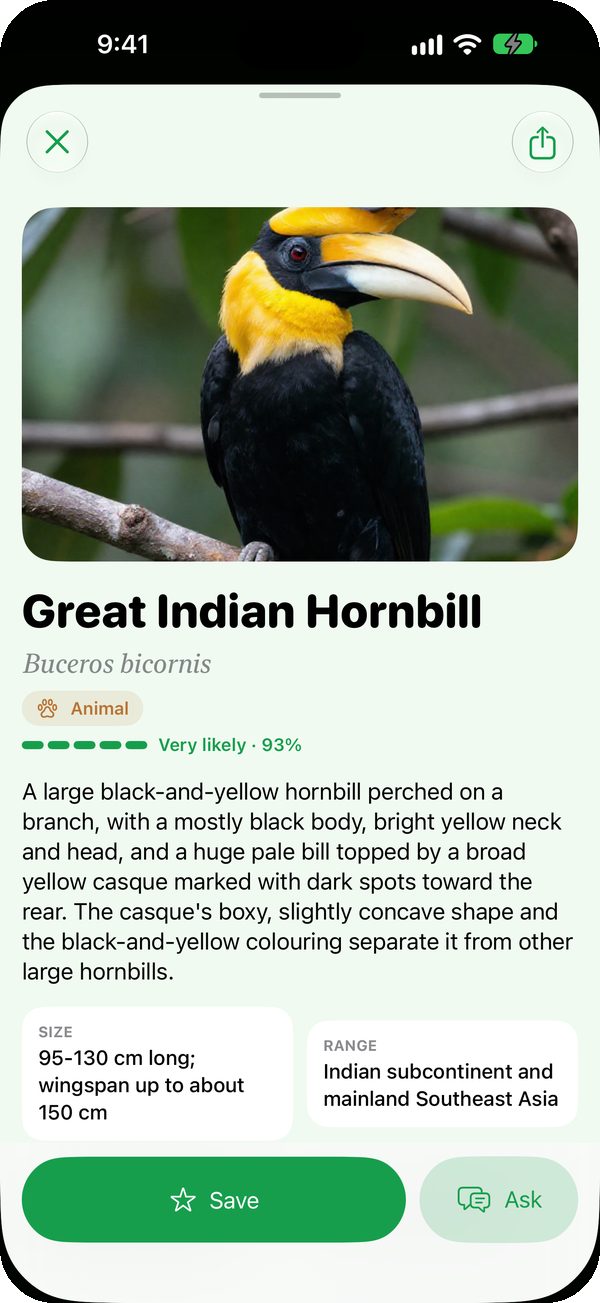 9:41
Great Indian Hornbill
Buceros bicornis
Animal
Very likely · 93%
A large black-and-yellow hornbill perched on a
branch, with a mostly black body, bright yellow neck
and head, and a huge pale bill topped by a broad
yellow casque marked with dark spots toward the
rear. The casque's boxy, slightly concave shape and
the black-and-yellow colouring separate it from other
large hornbills.
SIZE
95-130 cm long;
wingspan up to about
150 cm
RANGE
Indian subcontinent and
mainland Southeast Asia
Save
Ask